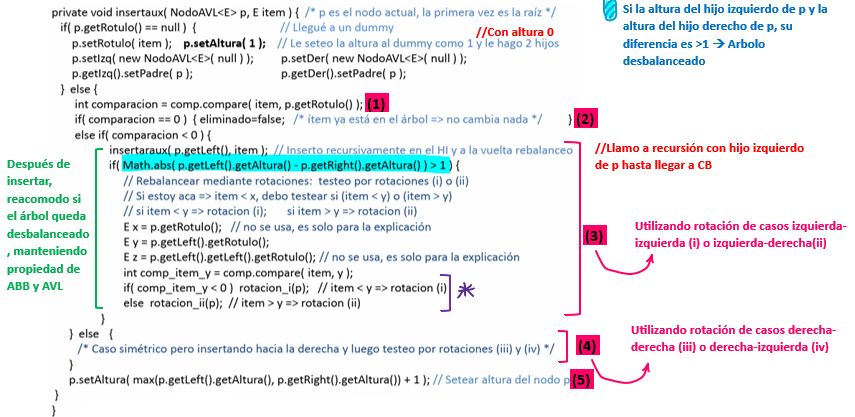 private void insertaux( NodoAVL<E> p, E item ) { /* p es el nodo actual, la primera vez es la raíz */
if( p.getRotulo() == null ) { // Llegué a un dummy
//Con altura 0
p.setRotulo( item ); p.setAltura( 1 ); // Le seteo la altura al dummy como 1 y le hago 2 hijos
p.setIzq( new NodoAVL<E>( null ) ); p.setDer( new NodoAVL<E>( null ) );
p.getIzq().setPadre( p ); p.getDer().setPadre( p );
} else {
int comparacion = comp.compare( item, p.getRotulo() ); (1)
if( comparacion == 0 ) { eliminado=false; /* ítem ya está en el árbol => no cambia nada */ } (2)
else if( comparacion < 0 ) {
insertaraux( p.getLeft(), item ); // Inserto recursivamente en el HI y a la vuelta rebalanceo
if( Math.abs( p.getLeft().getAltura() - p.getRight().getAltura() ) > 1 ) {
// Rebalancear mediante rotaciones: testeo por rotaciones (i) o (ii)
// Si estoy aca => item < x, debo testear si (item < y) o (item > y)
// si item < y => rotacion (i); si item > y => rotacion (ii)
E x = p.getRotulo(); // no se usa, es solo para la explicación
E y = p.getLeft().getRotulo();
E z = p.getLeft().getLeft().getRotulo(); // no se usa, es solo para la explicación
int comp_item_y = comp.compare( item, y );
if( comp_item_y < 0 ) rotacion_i(p); // item < y => rotacion (i)
else rotacion_ii(p); // item > y => rotacion (ii)
}
} else {
/* Caso simétrico pero insertando hacia la derecha y luego testeo por rotaciones (iii) y (iv) */
}
p.setAltura( max(p.getLeft().getAltura(), p.getRight().getAltura()) + 1 ); // Setear altura del nodo p (5)
}
}
Si la altura del hijo izquierdo de p y la
altura del hijo derecho de p, su
diferencia es >1 → Arbolo
desbalanceado
//Llamo a recursión con hijo izquierdo
de p hasta llegar a CB
Después de
insertar,
reacomodo si
el árbol queda
desbalanceado
, manteniendo
propiedad de
ABB y AVL
(3)
Utilizando rotación de casos izquierda-
izquierda (i) o izquierda-derecha(ii)
(4)
Utilizando rotación de casos derecha-
derecha (iii) o derecha-izquierda (iv)